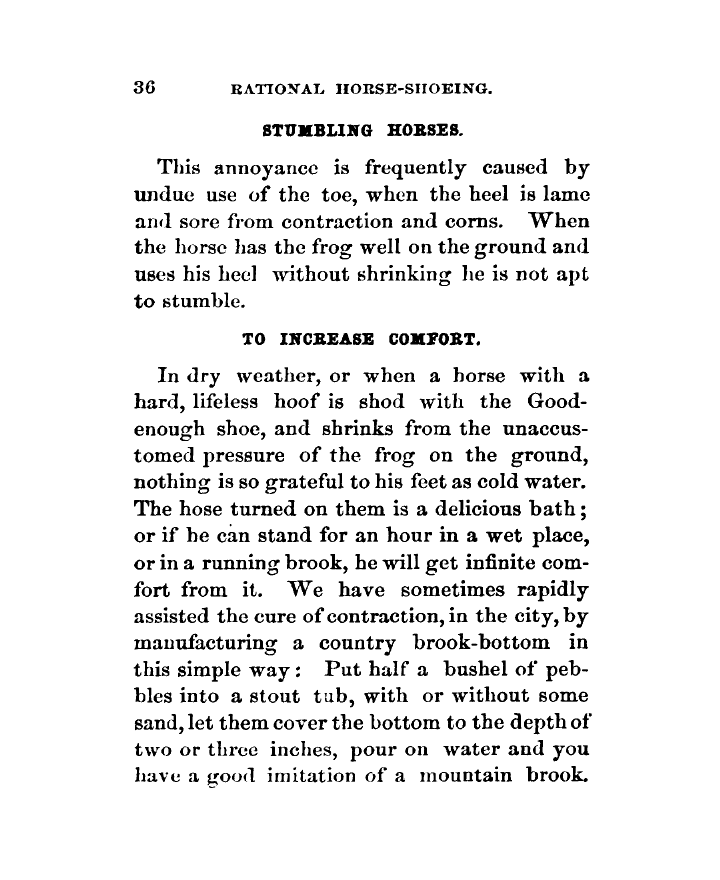 36 RATIONAL HORSE-SHOEING.
STUMBLING HORSES.
This annoyance is frequently caused by
undue use of the toe, when the heel is lame
and sore from contraction and corns. When
the horse has the frog well on the ground and
uses his heel without shrinking he is not apt
to stumble.
TO INCREASE COMFORT.
In dry weather, or when a horse with a
hard, lifeless hoof is shod with the Good-
enough shoe, and shrinks from the unaccus-
tomed pressure of the frog on the ground,
nothing is so grateful to his feet as cold water.
The hose turned on them is a delicious bath;
or if he can stand for an hour in a wet place,
or in a running brook, he will get infinite com-
fort from it. We have sometimes rapidly
assisted the cure of contraction, in the city, by
manufacturing a country brook-bottom in
this simple way: Put half a bushel of peb-
bles into a stout tub, with or without some
sand, let them cover the bottom to the depth of
two or three inches, pour on water and you
have a good imitation of a mountain brook.